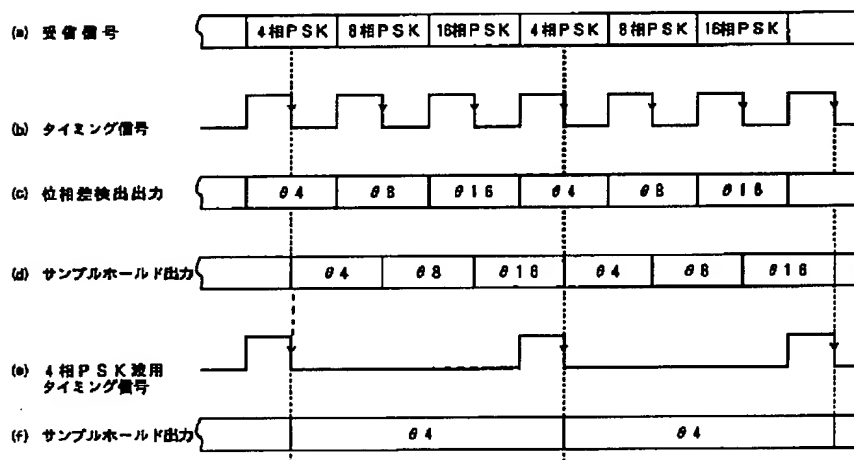 (a) 受信信号 4相PSK 8相PSK 16相PSK 4相PSK 8相PSK 16相PSK
(b) タイミング信号
(c) 位相差検出出力 θ4 θ8 θ16 θ4 θ8 θ16
(d) サンプルホールド出力 θ4 θ8 θ16 θ4 θ8 θ16
(e) 4相PSK波用
タイミング信号
(f) サンプルホールド出力 θ4 θ4